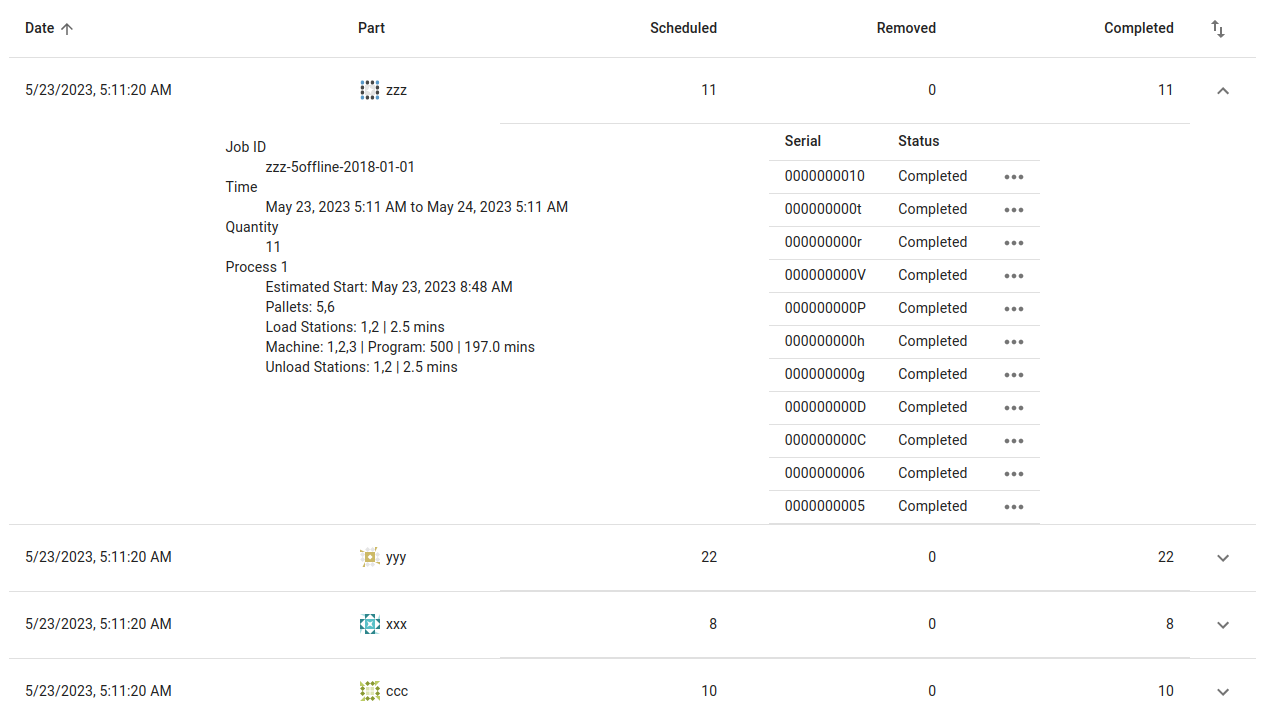 Date Part Scheduled Removed Completed
5/23/2023, 5:11:20 AM zzz 11 0 11
Job ID
zzz-5offline-2018-01-01
Time
May 23, 2023 5:11 AM to May 24, 2023 5:11 AM
Quantity
11
Process 1
Estimated Start: May 23, 2023 8:48 AM
Pallets: 5,6
Load Stations: 1,2 | 2.5 mins
Machine: 1,2,3 | Program: 500 | 197.0 mins
Unload Stations: 1,2 | 2.5 mins
Serial Status
0000000010 Completed
000000000t Completed
000000000r Completed
000000000V Completed
000000000P Completed
000000000h Completed
000000000g Completed
000000000D Completed
000000000C Completed
0000000006 Completed
0000000005 Completed
5/23/2023, 5:11:20 AM yyy 22 0 22
5/23/2023, 5:11:20 AM xxx 8 0 8
5/23/2023, 5:11:20 AM ccc 10 0 10